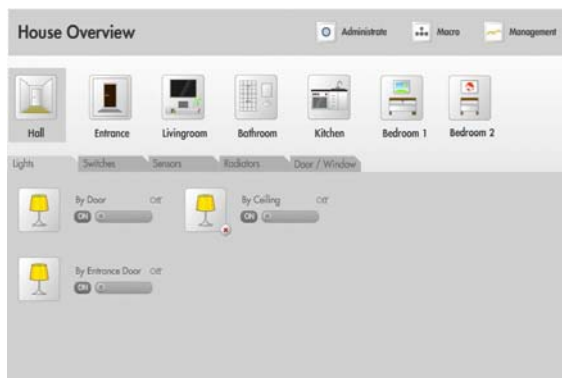 House Overview Administrate Macro Management
Hall Entrance Livingroom Bathroom Kitchen Bedroom 1 Bedroom 2
Lights Switches Sensors Radiators Door / Window
By Door Off By Ceiling Off
ON ON
By Entrance Door Off
ON